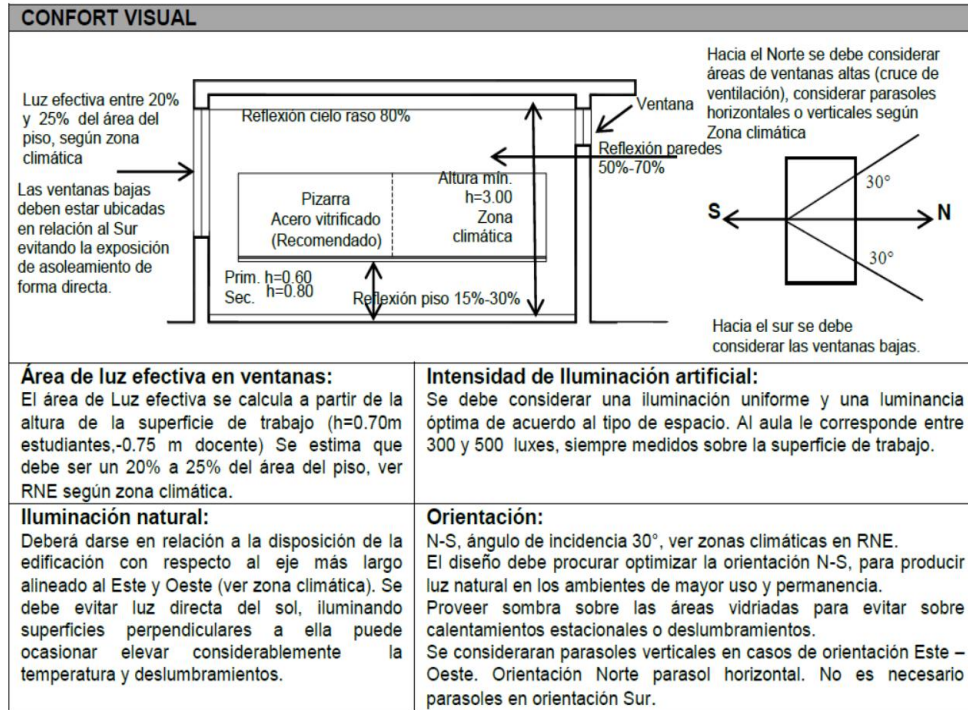 CONFORT VISUAL
Luz efectiva entre 20%
y 25% del área del
piso, según zona
climática
Las ventanas bajas
deben estar ubicadas
en relación al Sur
evitando la exposición
de asoleamiento de
forma directa.
Reflexión cielo raso 80%
Ventana
Reflexión paredes
50%-70%
Altura mín.
h=3.00
Zona
climática
Pizarra
Acero vitrificado
(Recomendado)
Prim. h=0.60
Sec. h=0.80
Reflexión piso 15%-30%
Hacia el Norte se debe considerar
áreas de ventanas altas (cruce de
ventilación), considerar parasoles
horizontales o verticales según
Zona climática
30°
S
N
30°
Hacia el sur se debe
considerar las ventanas bajas.
Área de luz efectiva en ventanas:
El área de Luz efectiva se calcula a partir de la
altura de la superficie de trabajo (h=0.70m
estudiantes,-0.75 m docente) Se estima que
debe ser un 20% a 25% del área del piso, ver
RNE según zona climática.
Intensidad de Iluminación artificial:
Se debe considerar una iluminación uniforme y una luminancia
óptima de acuerdo al tipo de espacio. Al aula le corresponde entre
300 y 500 luxes, siempre medidos sobre la superficie de trabajo.
Iluminación natural:
Deberá darse en relación a la disposición de la
edificación con respecto al eje más largo
alineado al Este y Oeste (ver zona climática). Se
debe evitar luz directa del sol, iluminando
superficies perpendiculares a ella puede
ocasionar elevar considerablemente la
temperatura y deslumbramientos.
Orientación:
N-S, ángulo de incidencia 30°, ver zonas climáticas en RNE.
El diseño debe procurar optimizar la orientación N-S, para producir
luz natural en los ambientes de mayor uso y permanencia.
Proveer sombra sobre las áreas vidriadas para evitar sobre
calentamientos estacionales o deslumbramientos.
Se consideraran parasoles verticales en casos de orientación Este –
Oeste. Orientación Norte parasol horizontal. No es necesario
parasoles en orientación Sur.